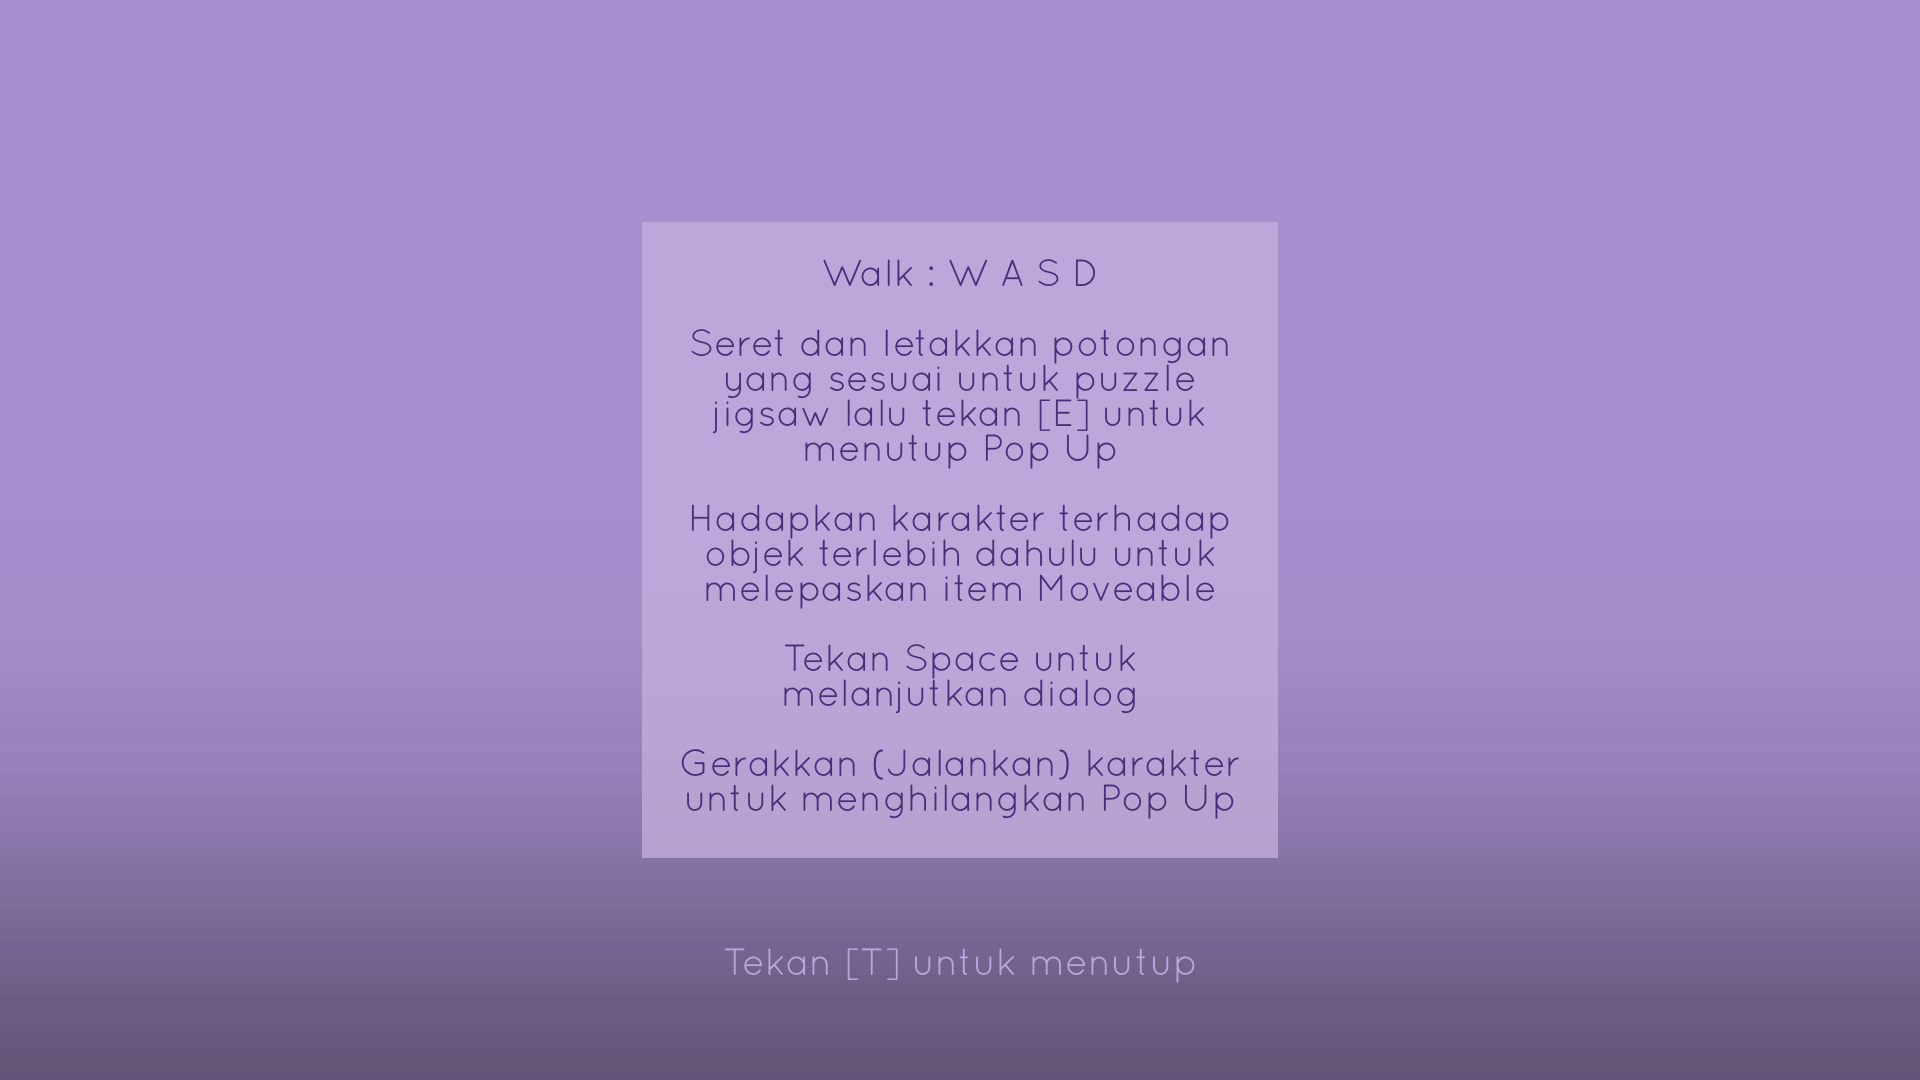 Walk : W A S D
Seret dan letakkan potongan
yang sesuai untuk puzzle
jigsaw lalu tekan [E] untuk
menutup Pop Up
Hadapkan karakter terhadap
objek terlebih dahulu untuk
melepaskan item Moveable
Tekan Space untuk
melanjutkan dialog
Gerakkan (Jalankan) karakter
untuk menghilangkan Pop Up
Tekan [T] untuk menutup